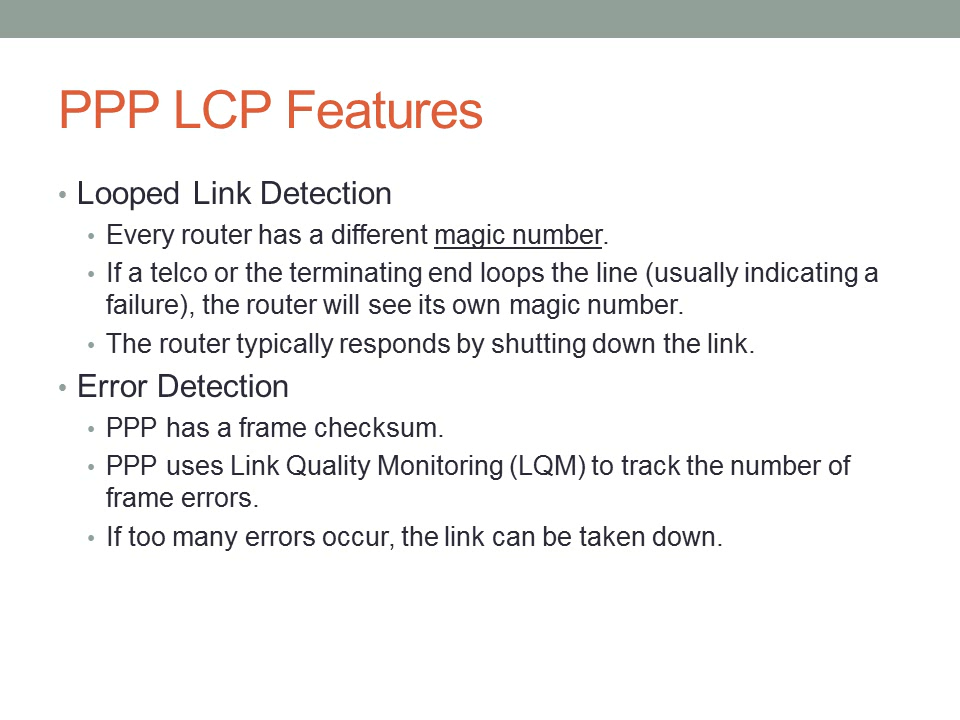 PPP LCP Features
• Looped Link Detection
• Every router has a different magic number.
• If a telco or the terminating end loops the line (usually indicating a
failure), the router will see its own magic number.
• The router typically responds by shutting down the link.
• Error Detection
• PPP has a frame checksum.
• PPP uses Link Quality Monitoring (LQM) to track the number of
frame errors.
• If too many errors occur, the link can be taken down.